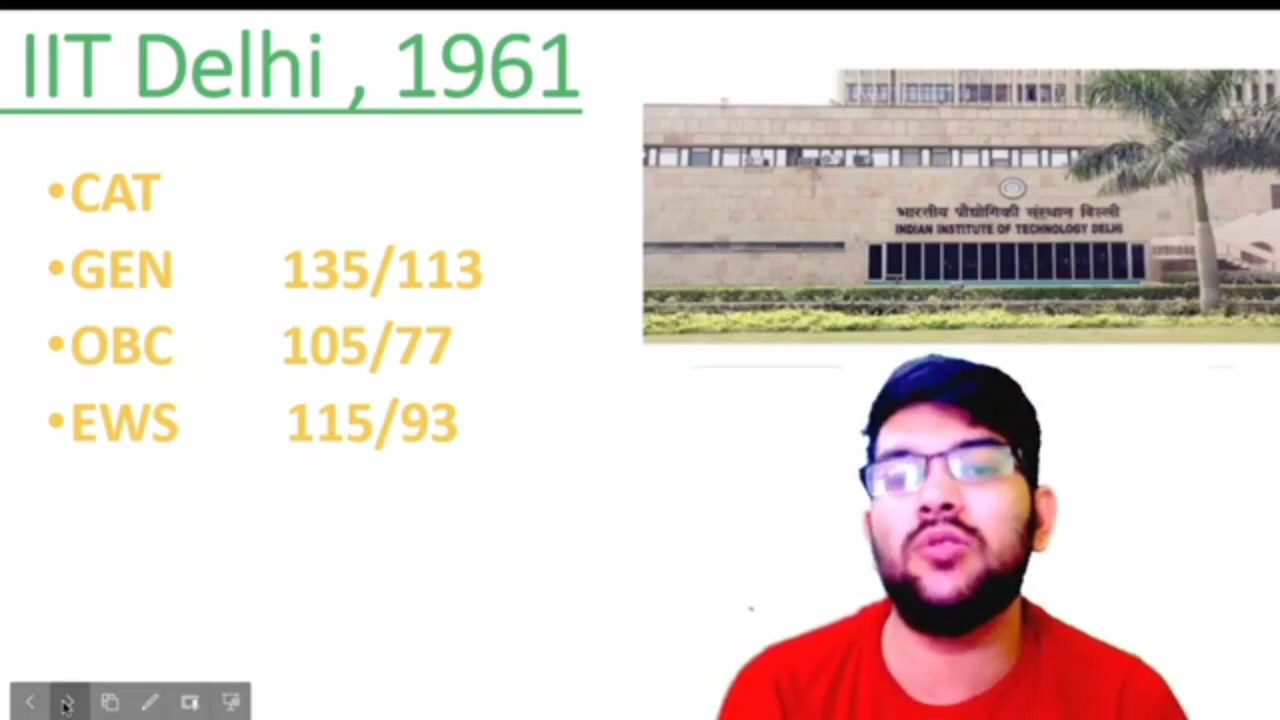 IIT Delhi , 1961
•CAT
•GEN 135/113
•OBC 105/77
•EWS 115/93
भारतीय प्रौद्योगिकी संस्थान दिल्ली
INDIAN INSTITUTE OF TECHNOLOGY DELHI